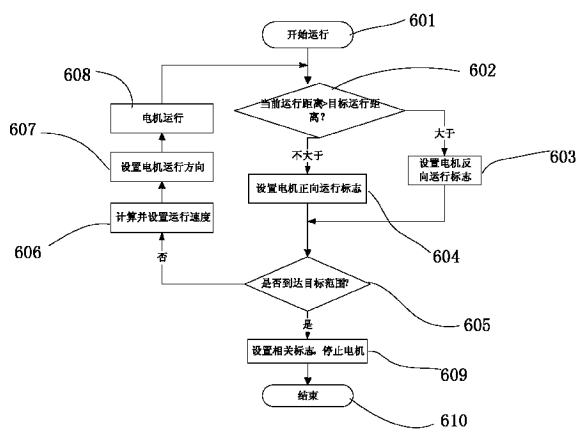 开始运行
601
602
当前运行距离>目标运行距
离?
大于
不大于
设置电机反
向运行标志
603
设置电机正向运行标志
604
608
电机运行
607
设置电机运行方向
计算并设置运行速度
606
否
是否到达目标范围?
605
是
设置相关标志,停止电机
609
结束
610